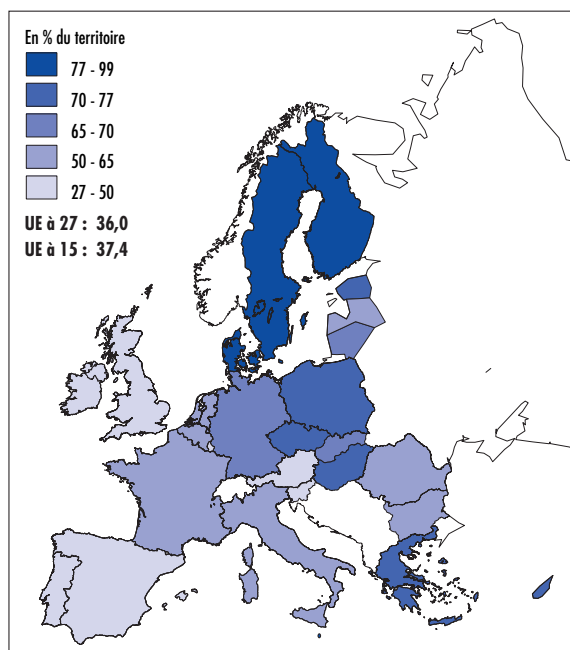 En % du territoire
77 - 99
70 - 77
65 - 70
50 - 65
27 - 50
UE à 27 : 36,0
UE à 15 : 37,4